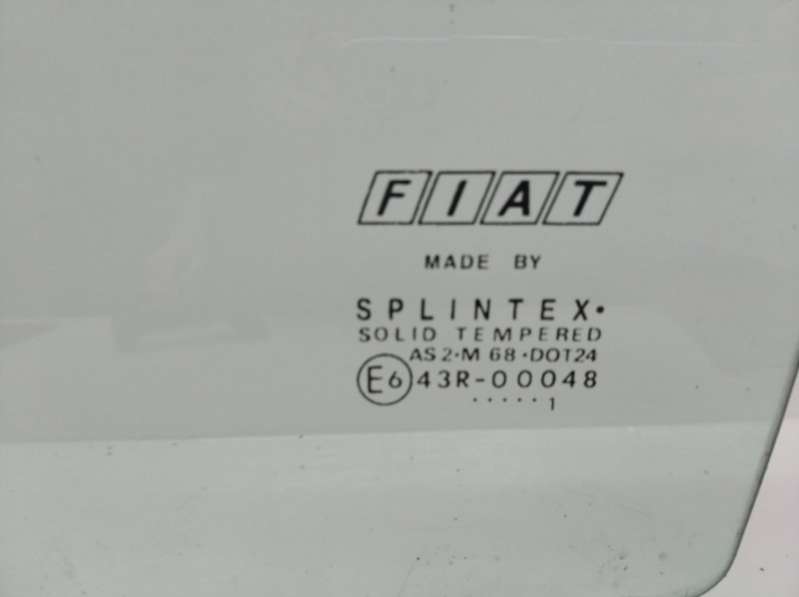 FIAT
MADE BY
SPLINTEX•
SOLID TEMPERED
AS2•M 68•DOT24
E6 43R-00048
.....1